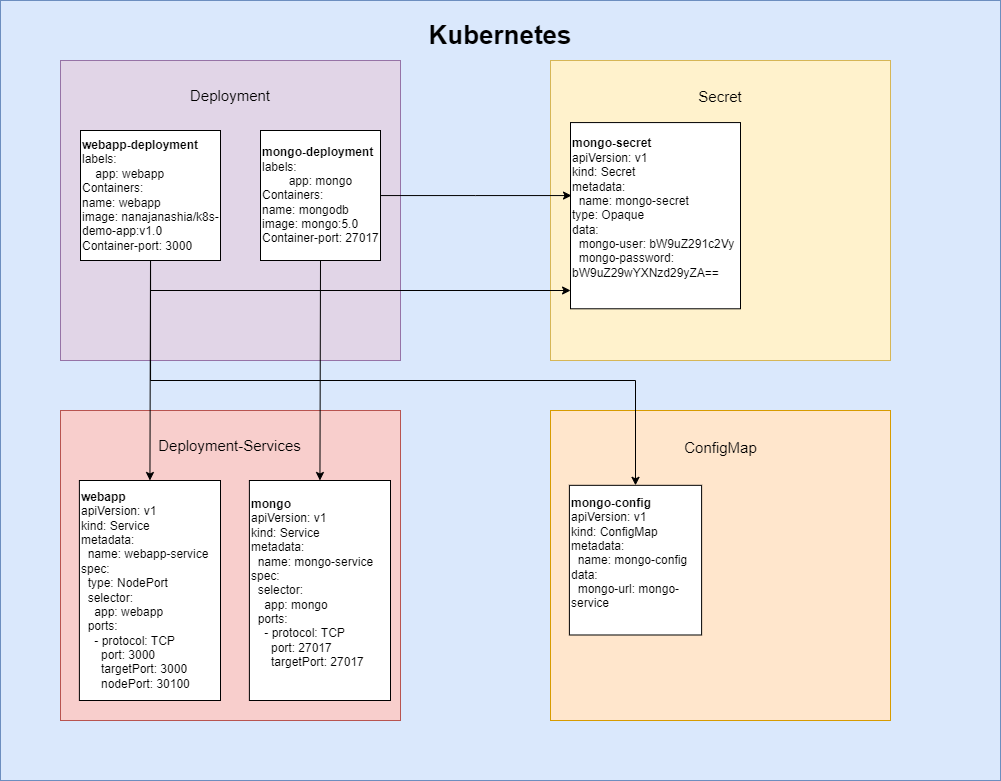 Kubernetes
Deployment
webapp-deployment
labels:
app: webapp
Containers:
name: webapp
image: nanajanashia/k8s-
demo-app:v1.0
Container-port: 3000
mongo-deployment
labels:
app: mongo
Containers:
name: mongodb
image: mongo:5.0
Container-port: 27017
Secret
mongo-secret
apiVersion: v1
kind: Secret
metadata:
name: mongo-secret
type: Opaque
data:
mongo-user: bW9uZ291c2Vy
mongo-password:
bW9uZ29wYXNzd29yZA==
Deployment-Services
webapp
apiVersion: v1
kind: Service
metadata:
name: webapp-service
spec:
type: NodePort
selector:
app: webapp
ports:
- protocol: TCP
port: 3000
targetPort: 3000
nodePort: 30100
mongo
apiVersion: v1
kind: Service
metadata:
name: mongo-service
spec:
selector:
app: mongo
ports:
- protocol: TCP
port: 27017
targetPort: 27017
ConfigMap
mongo-config
apiVersion: v1
kind: ConfigMap
metadata:
name: mongo-config
data:
mongo-url: mongo-
service